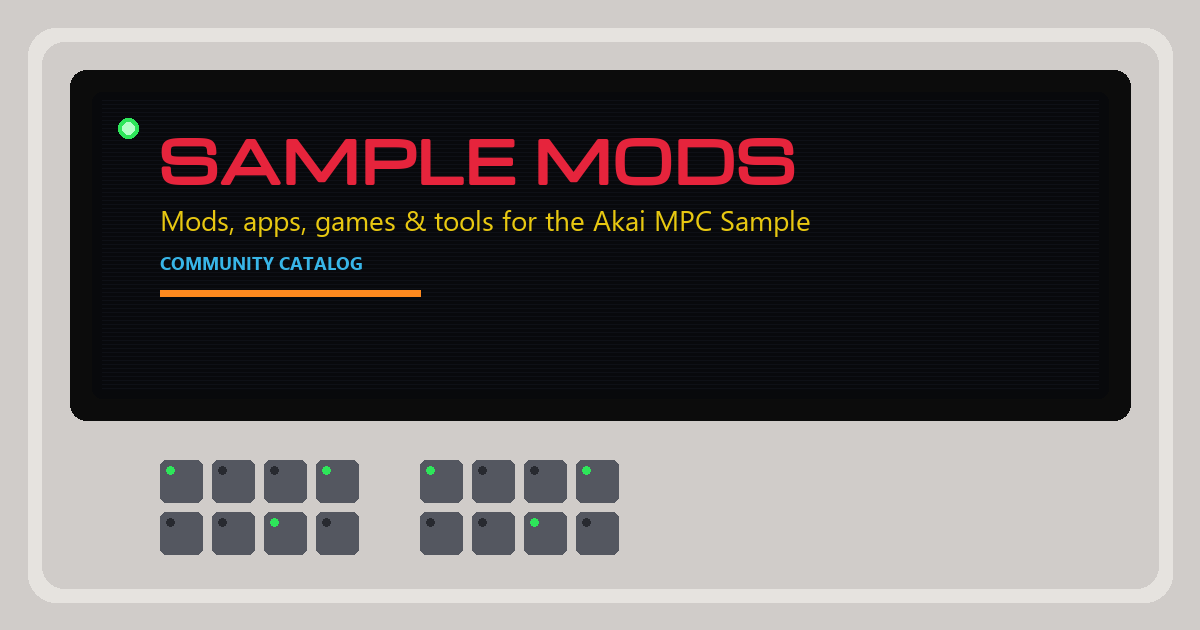 SAMPLE MODS
Mods, apps, games & tools for the Akai MPC Sample
COMMUNITY CATALOG